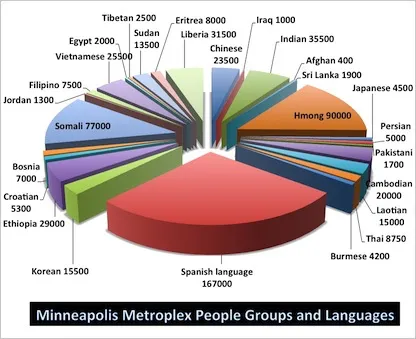 Tibetan 2500
Eritrea 8000
Iraq 1000
Egypt 2000
Sudan
13500
Liberia 31500
Chinese
23500
Indian 35500
Vietnamese 25500
Afghan 400
Sri Lanka 1900
Filipino 7500
Japanese 4500
Jordan 1300
Hmong 90000
Somali 77000
Persian
5000
Pakistani
1700
Bosnia
7000
Cambodian
20000
Croatian
5300
Laotian
15000
Ethiopia 29000
Thai 8750
Burmese 4200
Korean 15500
Spanish language
167000
Minneapolis Metroplex People Groups and Languages